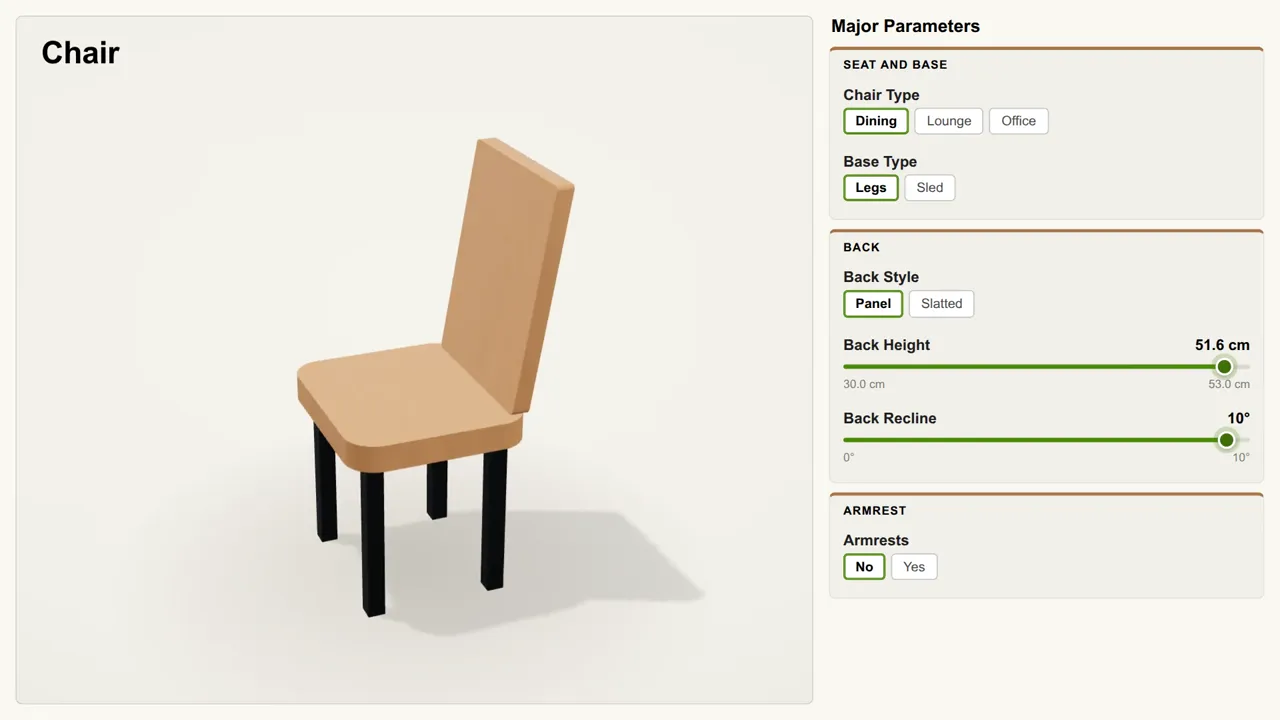 Chair
Major Parameters
SEAT AND BASE
Chair Type
Dining Lounge Office
Base Type
Legs Sled
BACK
Back Style
Panel Slatted
Back Height 51.6 cm
30.0 cm 53.0 cm
Back Recline 10°
0° 10°
ARMREST
Armrests
No Yes